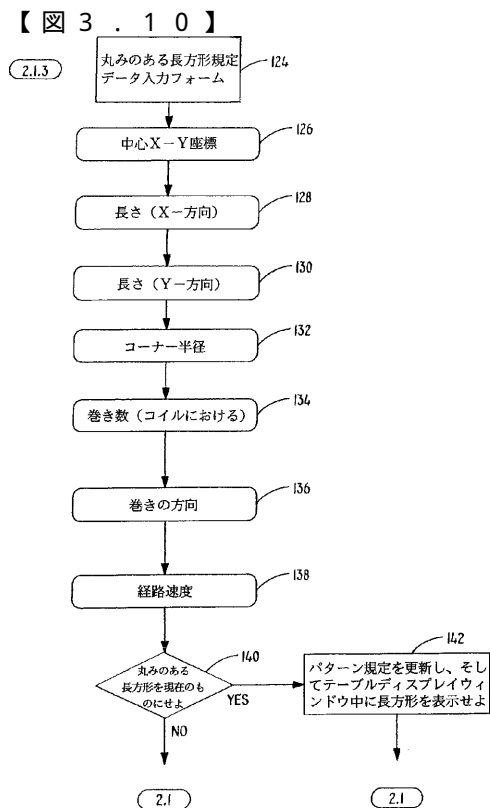 【図3.10】
2.1.3
丸みのある長方形規定
データ入力フォーム
124
中心X－Y座標
126
長さ（X－方向）
128
長さ（Y－方向）
130
コーナー半径
132
巻き数（コイルにおける）
134
巻きの方向
136
経路速度
138
丸みのある
長方形を現在のも
のにせよ
140
YES
NO
142
パターン規定を更新し、そし
てテーブルディスプレイウィ
ンドウ中に長方形を表示せよ
2.1
2.1